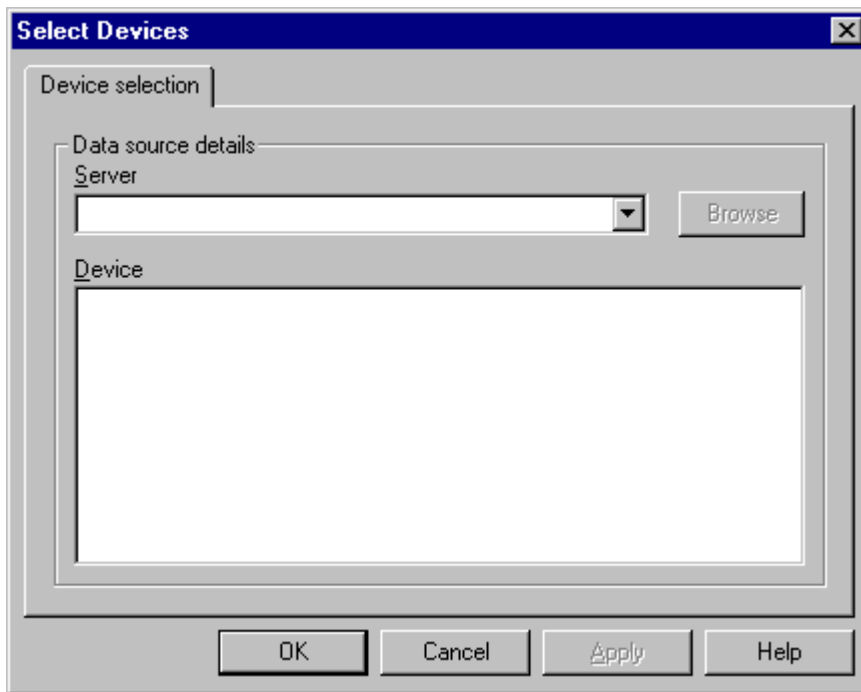 Select Devices
Device selection
Data source details
Server
Browse
Device
OK Cancel Apply Help